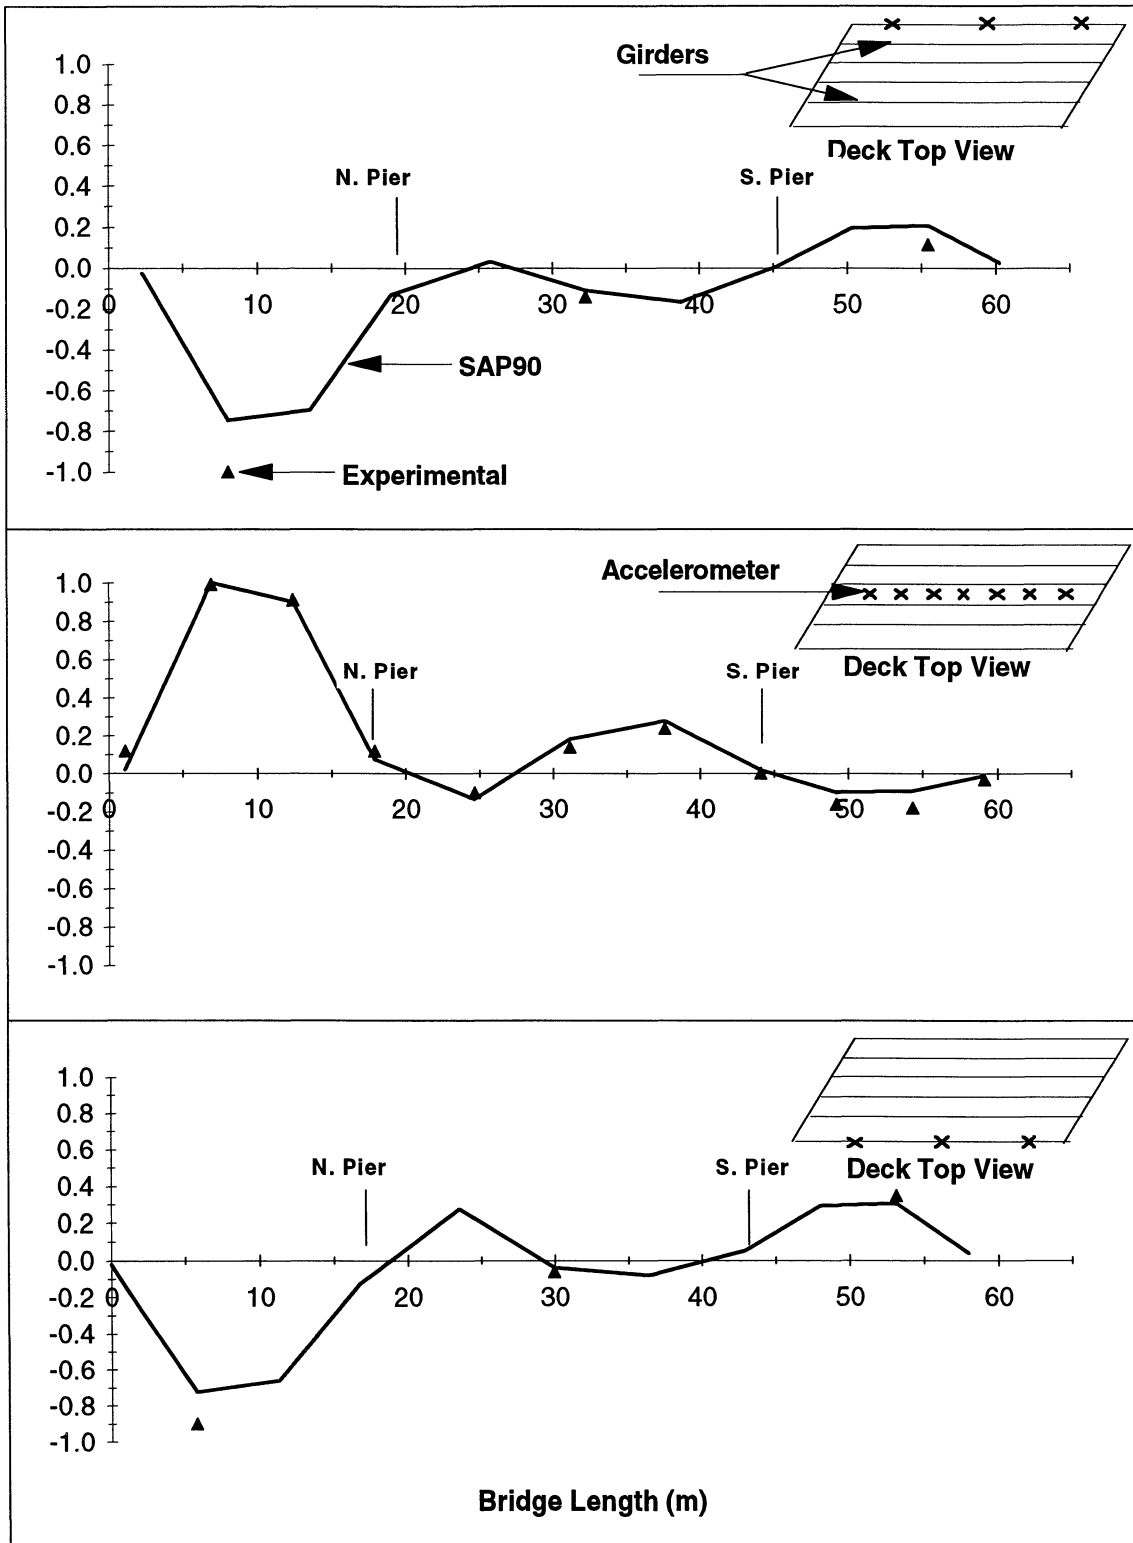 Girders
Deck Top View
1.0
0.8
0.6
0.4
0.2
0.0
-0.2
-0.4
-0.6
-0.8
-1.0
N. Pier
S. Pier
0 10 20 30 40 50 60
SAP90
Experimental
Accelerometer
Deck Top View
1.0
0.8
0.6
0.4
0.2
0.0
-0.2
-0.4
-0.6
-0.8
-1.0
N. Pier
S. Pier
0 10 20 30 40 50 60
Deck Top View
1.0
0.8
0.6
0.4
0.2
0.0
-0.2
-0.4
-0.6
-0.8
-1.0
N. Pier
S. Pier
0 10 20 30 40 50 60
Bridge Length (m)